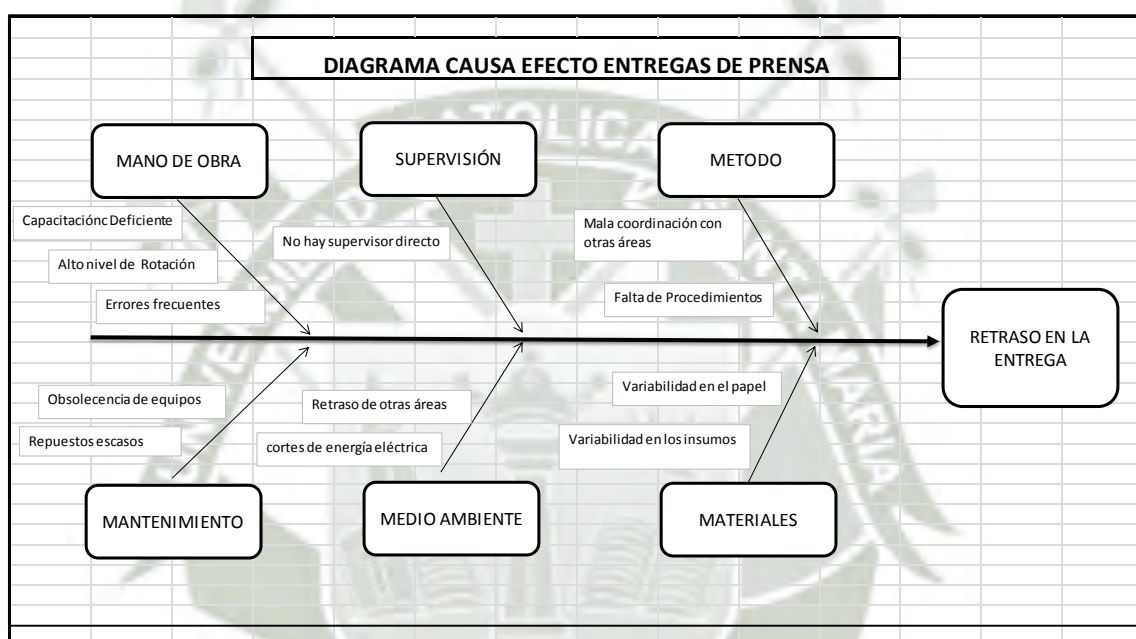 DIAGRAMA CAUSA EFECTO ENTREGAS DE PRENSA
MANO DE OBRA
SUPERVISIÓN
METODO
Capacitaciónc Deficiente
Alto nivel de Rotación
Errores frecuentes
No hay supervisor directo
Mala coordinación con
otras áreas
Falta de Procedimientos
RETRASO EN LA
ENTREGA
Obsolecencia de equipos
Repuestos escasos
Retraso de otras áreas
cortes de energía eléctrica
Variabilidad en el papel
Variabilidad en los insumos
MANTENIMIENTO
MEDIO AMBIENTE
MATERIALES